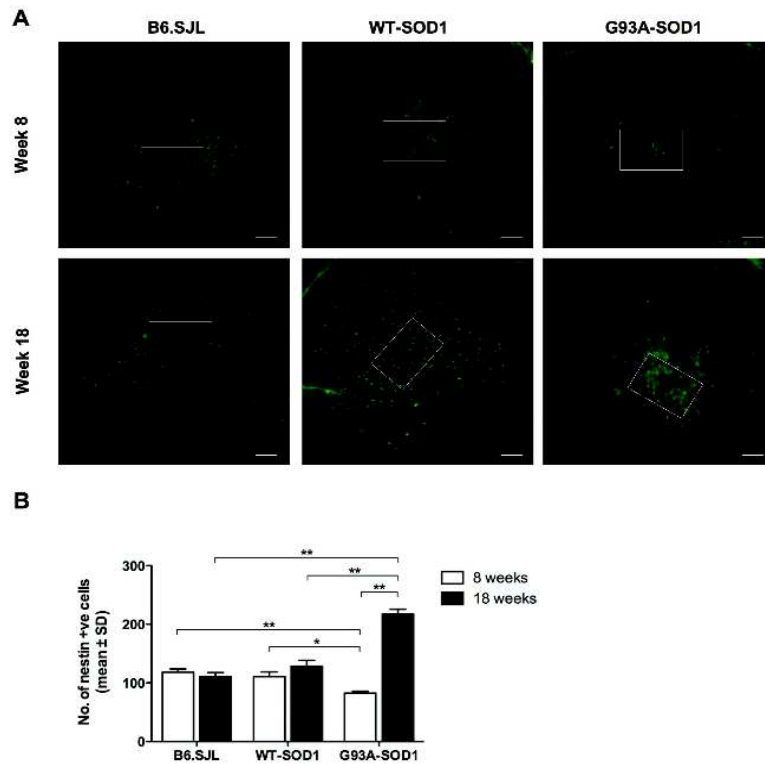 A
B6.SJL WT-SOD1 G93A-SOD1
Week 8
Week 18
B
No. of nestin +ve cells
(mean ± SD)
300
200
100
0
**
**
**
**
*
8 weeks
18 weeks
B6.SJL WT-SOD1 G93A-SOD1